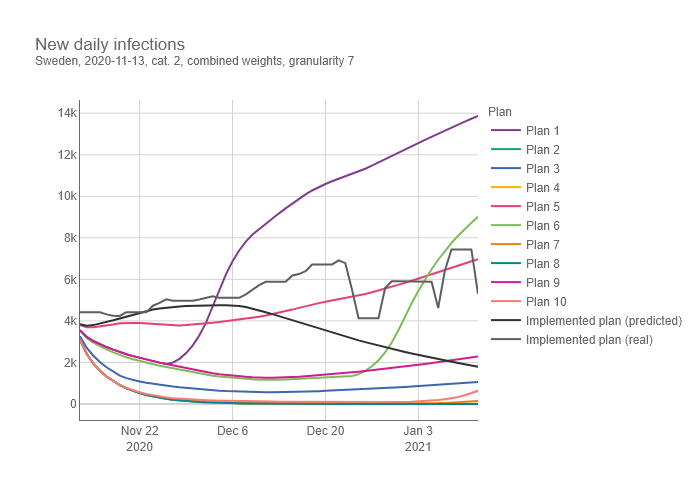 New daily infections
Sweden, 2020-11-13, cat. 2, combined weights, granularity 7
14k
12k
10k
8k
6k
4k
2k
0
Nov 22
2020
Dec 6
Dec 20
Jan 3
2021
Plan
Plan 1
Plan 2
Plan 3
Plan 4
Plan 5
Plan 6
Plan 7
Plan 8
Plan 9
Plan 10
Implemented plan (predicted)
Implemented plan (real)